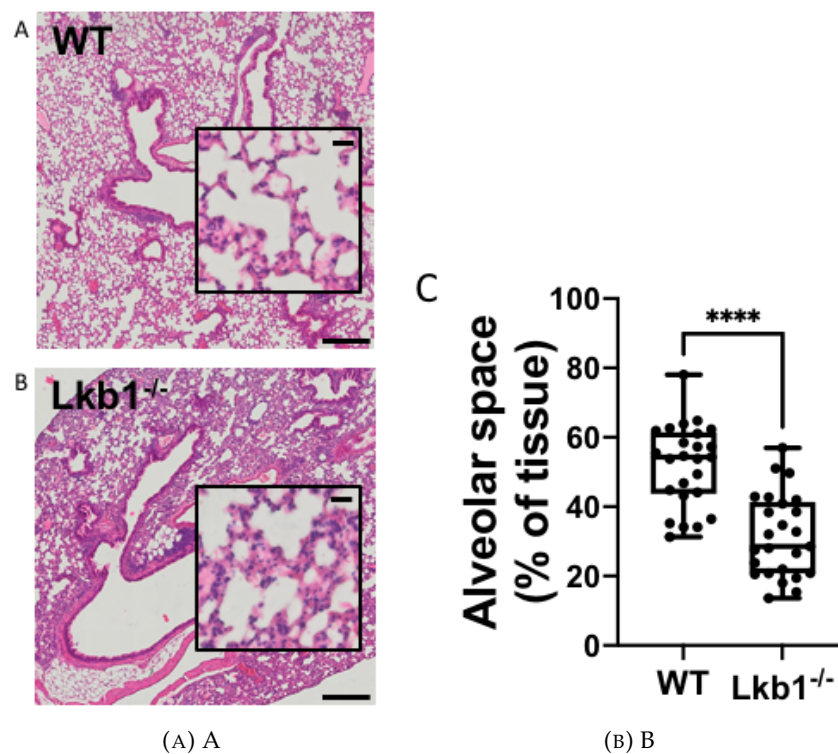 A
WT
B
Lkb1-/-
C
Alveolar space
(% of tissue)
100
80
60
40
20
0
****
WT
Lkb1-/-
(A) A
(B) B